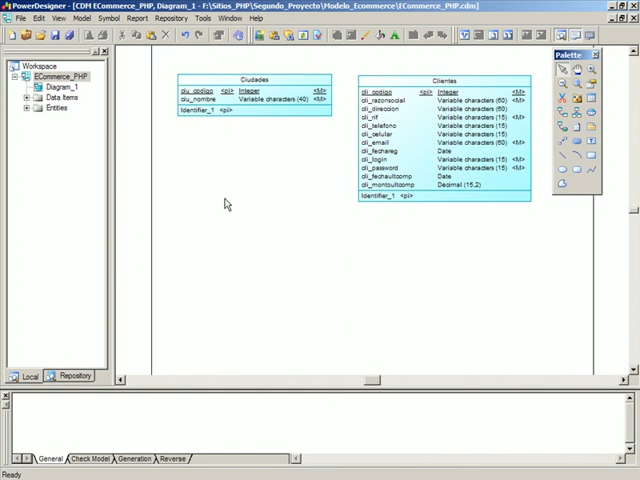 PowerDesigner - [CDM ECommerce_PHP, Diagram_1 - F:\Sitios_PHP\Segundo_Proyecto\Modelo_Ecommerce\ECommerce_PHP.cdm]
File Edit View Model Symbol Report Repository Tools Window Help
Workspace
ECommerce_PHP
Diagram_1
Data Items
Entities
Local Repository
Ciudades
ciu_codigo <pi> Integer <M>
ciu_nombre Variable characters (40) <M>
Identifier_1 <pi>
Clientes
cli_codigo <pi> Integer <M>
cli_razonsocial Variable characters (60) <M>
cli_direccion Variable characters (60)
cli_rif Variable characters (15) <M>
cli_telefono Variable characters (15)
cli_celular Variable characters (15)
cli_email Variable characters (60) <M>
cli_fechareg Date
cli_login Variable characters (15) <M>
cli_password Variable characters (15) <M>
cli_fechaultcomp Date
cli_montoultcomp Decimal (15,2)
Identifier_1 <pi>
Palette
General Check Model Generation Reverse
Ready